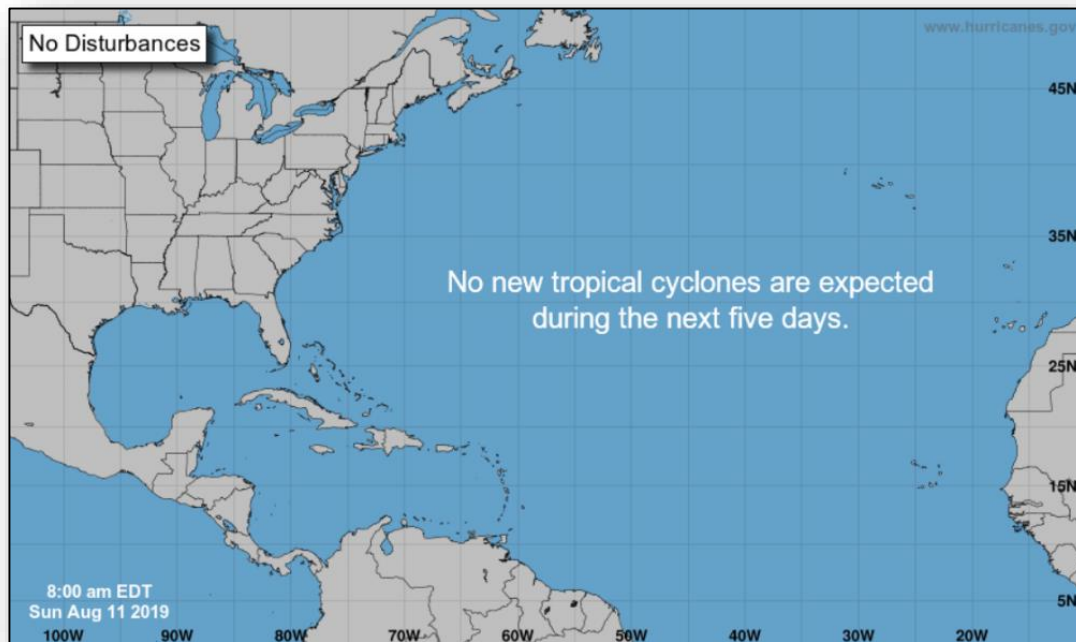 No Disturbances
www.hurricanes.gov
45N
35N
No new tropical cyclones are expected
during the next five days.
25N
15N
8:00 am EDT
Sun Aug 11 2019
5N
100W 90W 80W 70W 60W 50W 40W 30W 20W